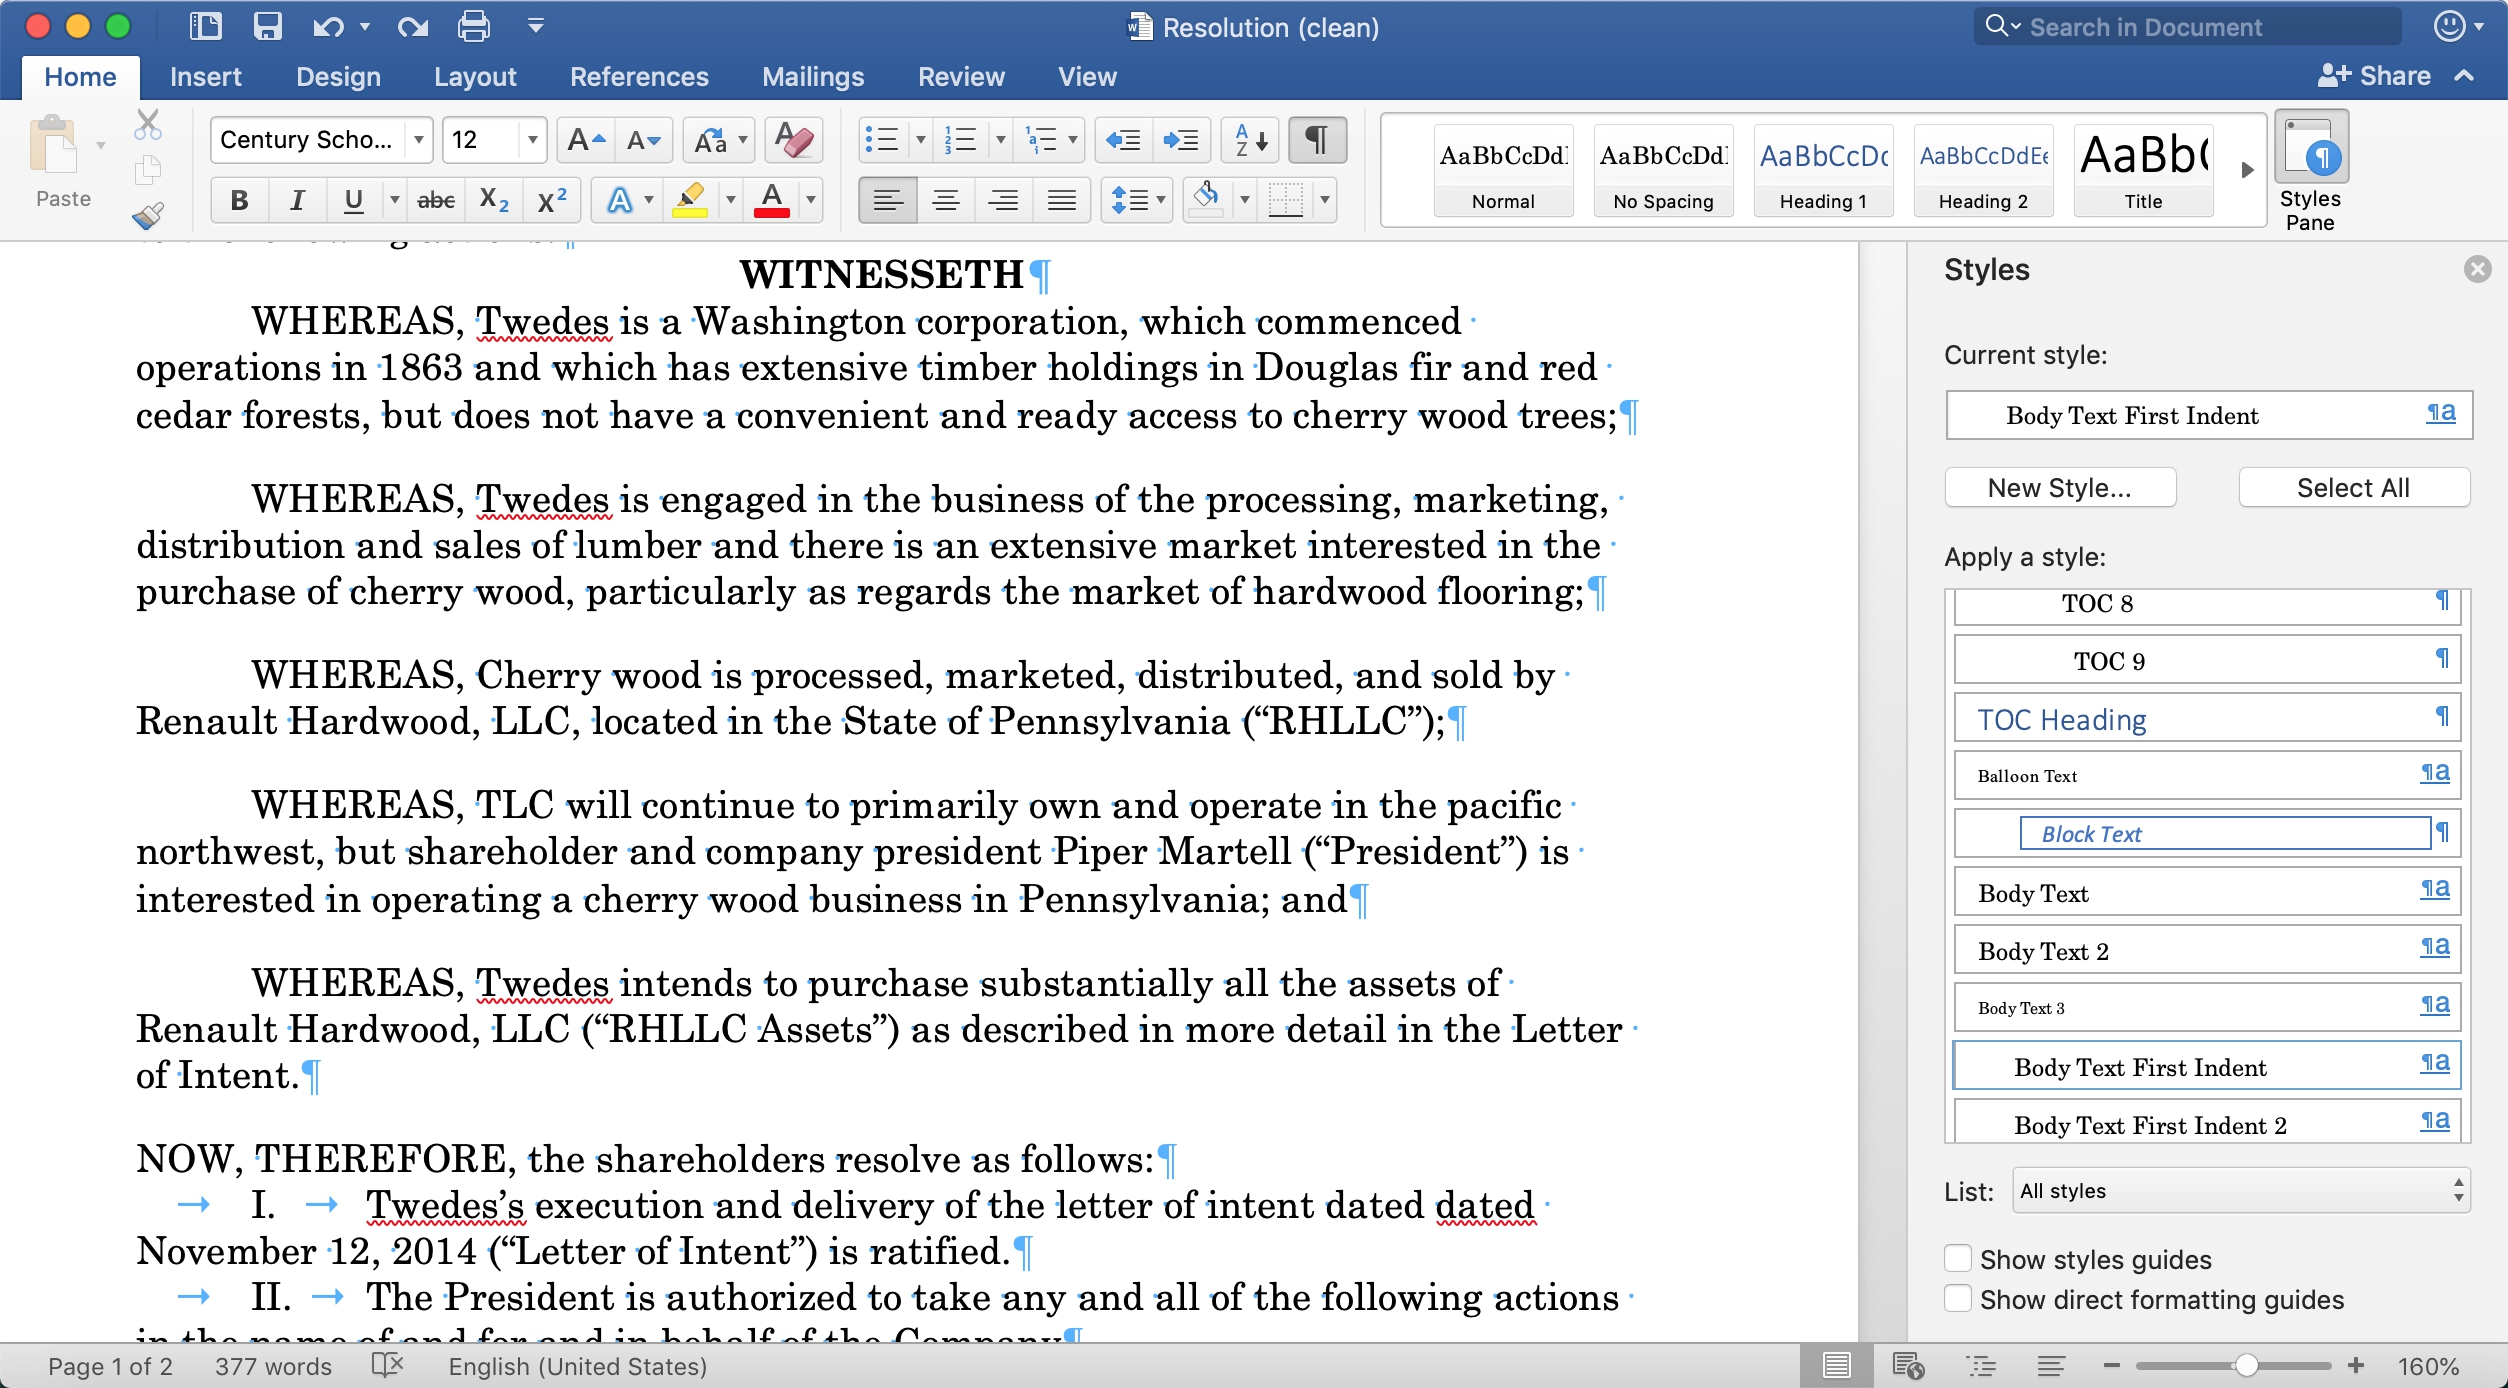 Resolution (clean)
Search in Document
Home Insert Design Layout References Mailings Review View
Share
Paste
Century Scho... 12
Normal No Spacing Heading 1 Heading 2 Title
Styles Pane
WITNESSETH¶
WHEREAS, Twedes is a Washington corporation, which commenced
operations in 1863 and which has extensive timber holdings in Douglas fir and red
cedar forests, but does not have a convenient and ready access to cherry wood trees;¶
WHEREAS, Twedes is engaged in the business of the processing, marketing,
distribution and sales of lumber and there is an extensive market interested in the
purchase of cherry wood, particularly as regards the market of hardwood flooring;¶
WHEREAS, Cherry wood is processed, marketed, distributed, and sold by
Renault Hardwood, LLC, located in the State of Pennsylvania (“RHLLC”);¶
WHEREAS, TLC will continue to primarily own and operate in the pacific
northwest, but shareholder and company president Piper Martell (“President”) is
interested in operating a cherry wood business in Pennsylvania; and¶
WHEREAS, Twedes intends to purchase substantially all the assets of
Renault Hardwood, LLC (“RHLLC Assets”) as described in more detail in the Letter
of Intent.¶
NOW, THEREFORE, the shareholders resolve as follows:¶
→ I. → Twedes’s execution and delivery of the letter of intent dated dated
November 12, 2014 (“Letter of Intent”) is ratified.¶
→ II. → The President is authorized to take any and all of the following actions
in the name of and for and in behalf of the Company¶
Styles
Current style:
Body Text First Indent ¶a
New Style... Select All
Apply a style:
TOC 8 ¶
TOC 9 ¶
TOC Heading ¶
Balloon Text ¶a
Block Text ¶
Body Text ¶a
Body Text 2 ¶a
Body Text 3 ¶a
Body Text First Indent ¶a
Body Text First Indent 2 ¶a
List: All styles
Show styles guides
Show direct formatting guides
Page 1 of 2 377 words English (United States) 160%